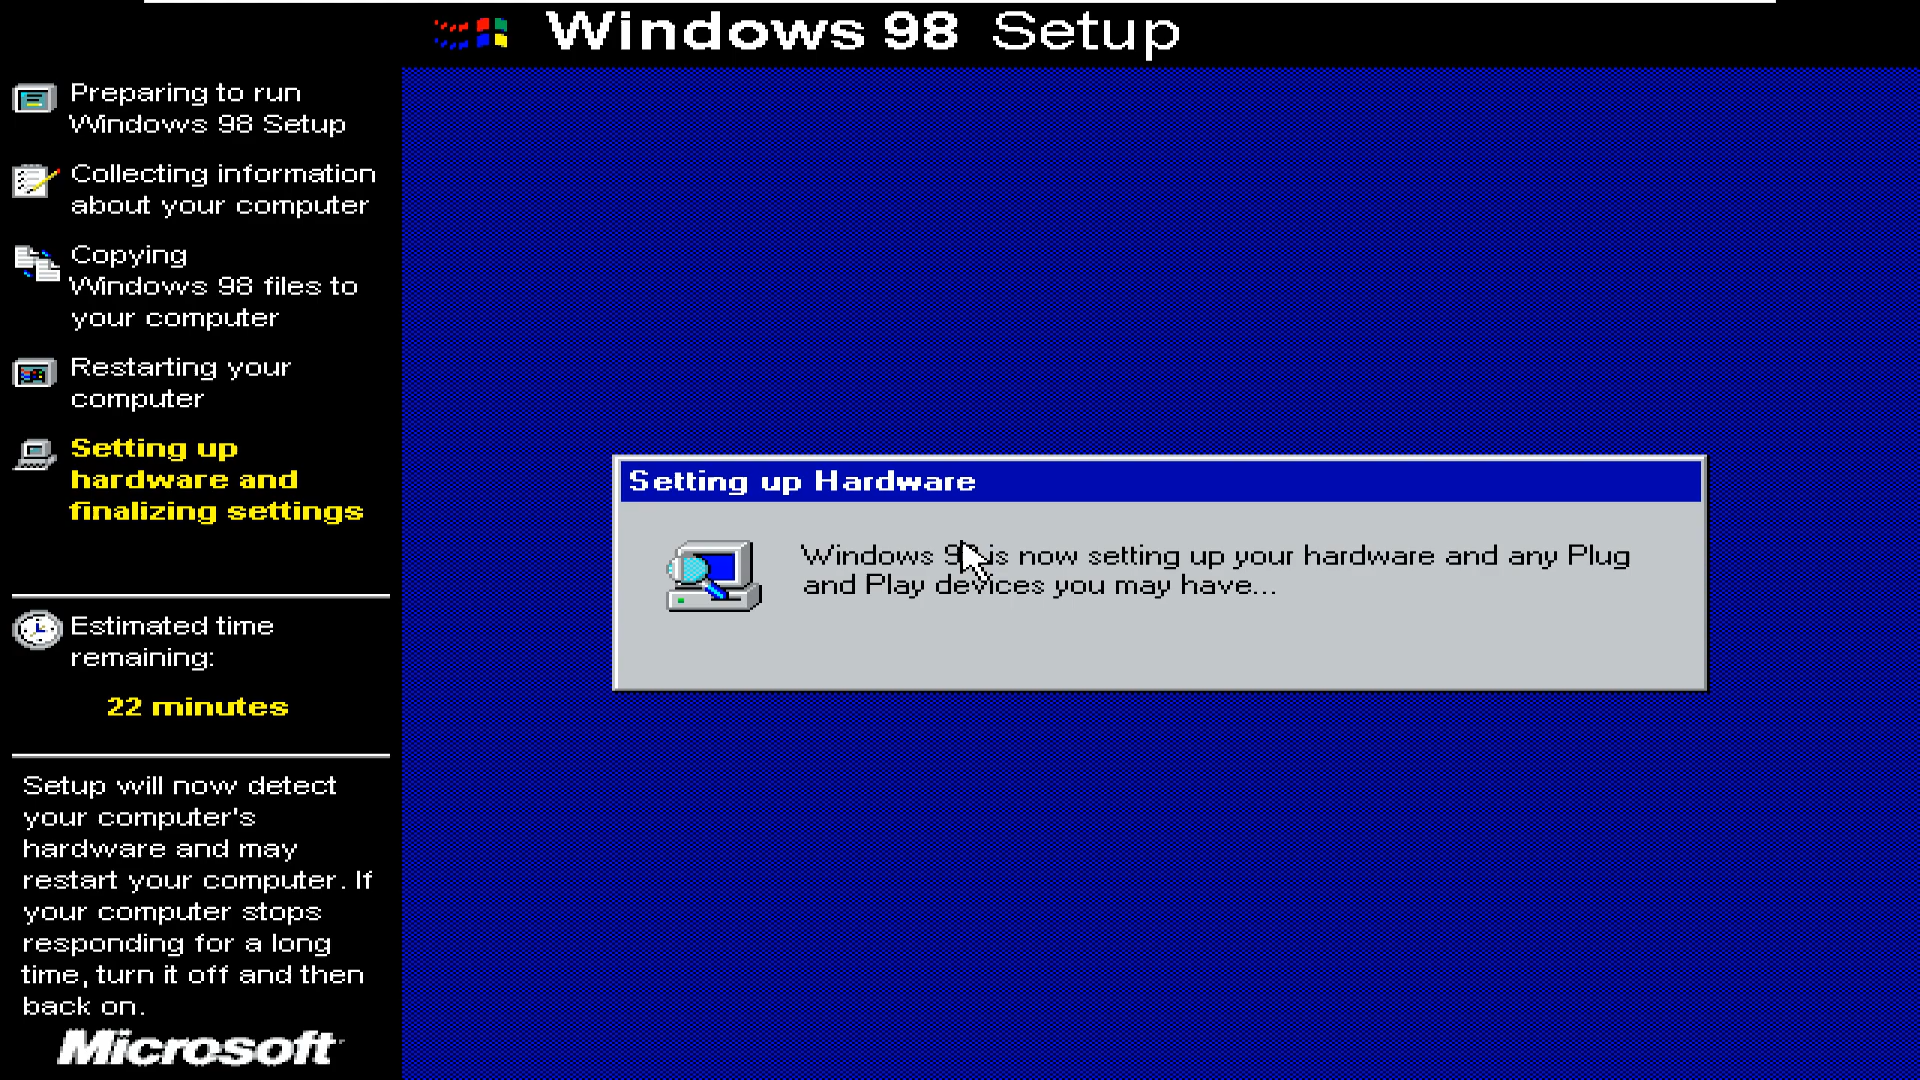 Windows 98 Setup
Preparing to run
Windows 98 Setup
Collecting information
about your computer
Copying
Windows 98 files to
your computer
Restarting your
computer
Setting up
hardware and
finalizing settings
Estimated time
remaining:
22 minutes
Setup will now detect
your computer's
hardware and may
restart your computer. If
your computer stops
responding for a long
time, turn it off and then
back on.
Microsoft
Setting up Hardware
Windows 98 is now setting up your hardware and any Plug
and Play devices you may have...